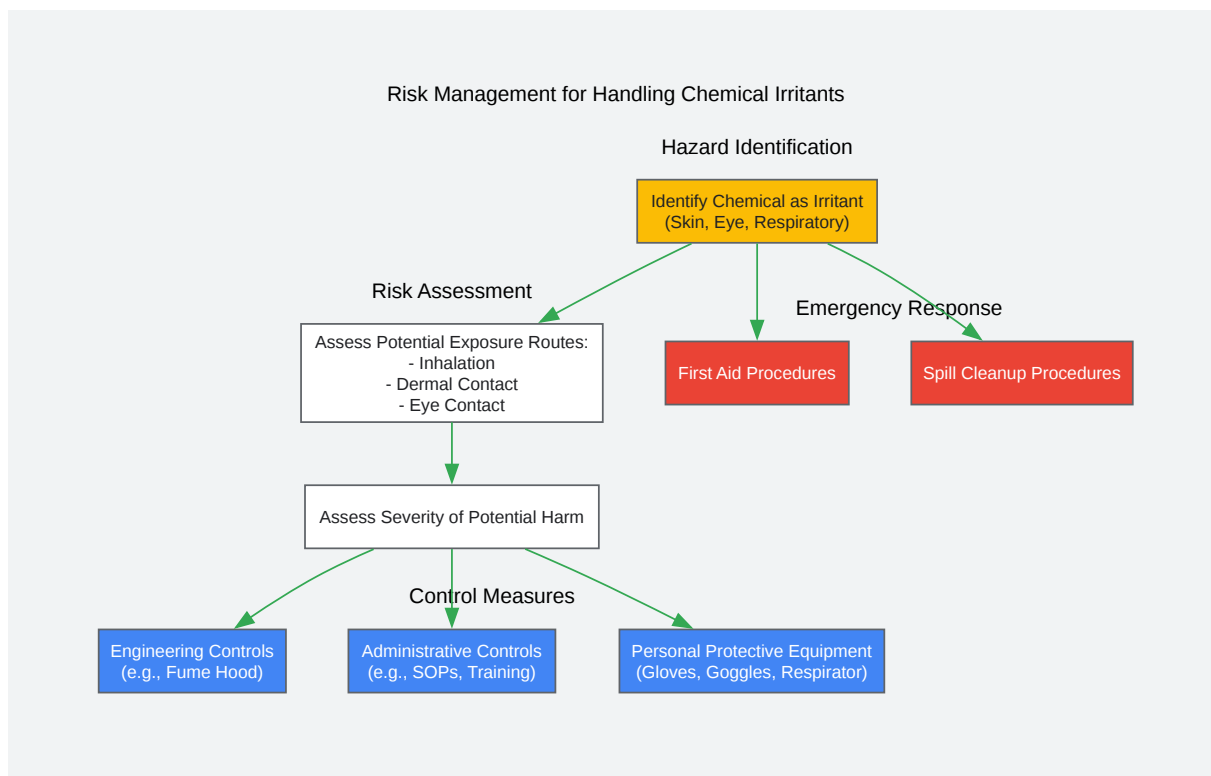 Risk Management for Handling Chemical Irritants
Hazard Identification
Identify Chemical as Irritant
(Skin, Eye, Respiratory)
Risk Assessment
Assess Potential Exposure Routes:
- Inhalation
- Dermal Contact
- Eye Contact
Emergency Response
First Aid Procedures
Spill Cleanup Procedures
Assess Severity of Potential Harm
Control Measures
Engineering Controls
(e.g., Fume Hood)
Administrative Controls
(e.g., SOPs, Training)
Personal Protective Equipment
(Gloves, Goggles, Respirator)